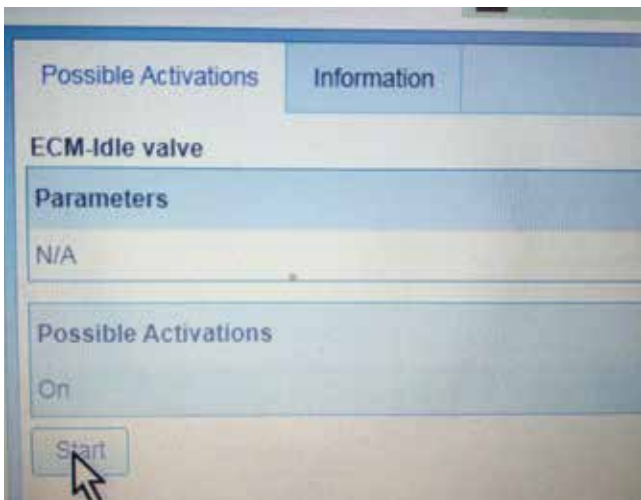 Possible Activations Information
ECM-Idle valve
Parameters
N/A
Possible Activations
On
Start